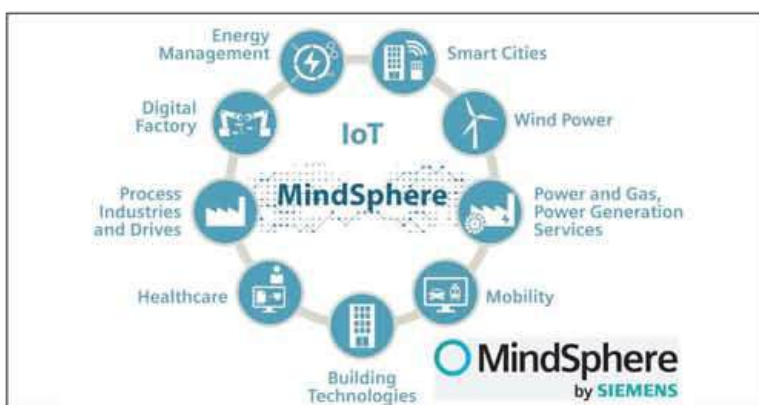 Energy
Management
Smart Cities
Digital
Factory
IoT
Wind Power
MindSphere
Process
Industries
and Drives
Power and Gas,
Power Generation
Services
Healthcare
Mobility
Building
Technologies
MindSphere
by SIEMENS